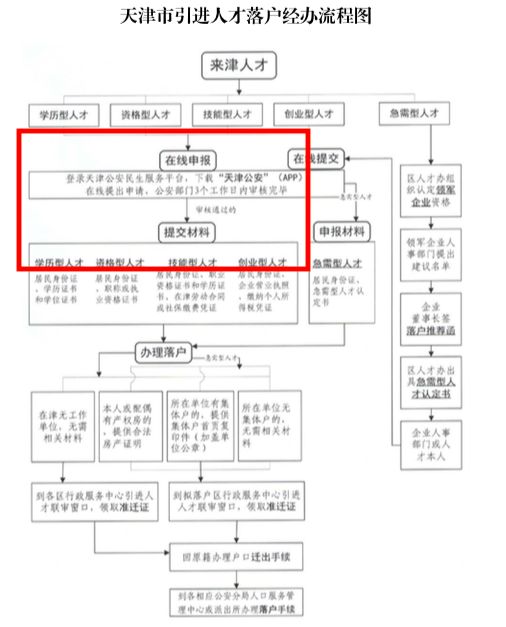 天津市引进人才落户经办流程图
来津人才
学历型人才
资格型人才
技能型人才
创业型人才
急需型人才
在线申报
在线提交
登录天津公安民生服务平台，下载“天津公安”（APP）
在线提出申请，公安部门3个工作日内审核完毕
急需型人才
审核通过的
提交材料
申报材料
学历型人才
居民身份证
、学历证书
和学位证书
资格型人才
居民身份证
、职称或执
业资格证书
技能型人才
居民身份证、职业
资格证书和学历证
书、在津劳动合同
或社保缴费凭证
创业型人才
居民身份证、
企业营业执照
、缴纳个人所
得税凭证
急需型人才
居民身份证、
急需型人才认
定书
区人才办组
织认定领军
企业资格
领军企业人
事部门提出
建议名单
企业
董事长签
落户推荐函
区人才办出
具急需型人
才认定书
企业人事
部门或人
才本人
办理落户
急需型人才
在津无工作
单位，无需
相关材料
本人或配偶
有产权房的
，提供合法
房产证明
所在单位有集
体户的，提供
集体户首页复
印件（加盖单
位公章）
所在单位无
集体户的，
无需相关材
料
到各区行政服务中心引进人
才联审窗口，领取准迁证
到拟落户区行政服务中心引进
人才联审窗口，领取准迁证
回原籍办理户口迁出手续
到各相应公安分局人口服务管
理中心或派出所办理落户手续